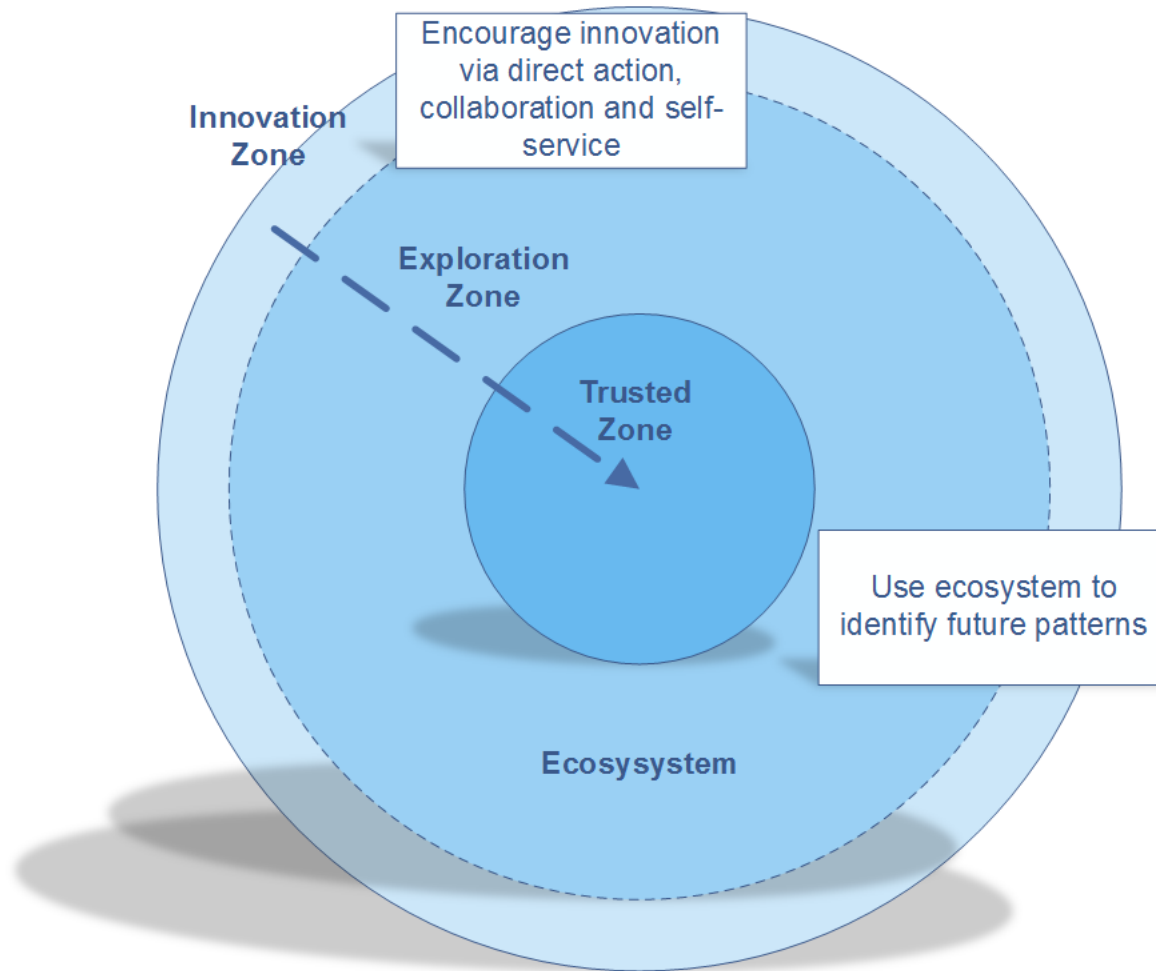 Encourage innovation
via direct action,
collaboration and self-
service
Innovation
Zone
Exploration
Zone
Trusted
Zone
Use ecosystem to
identify future patterns
Ecosysystem